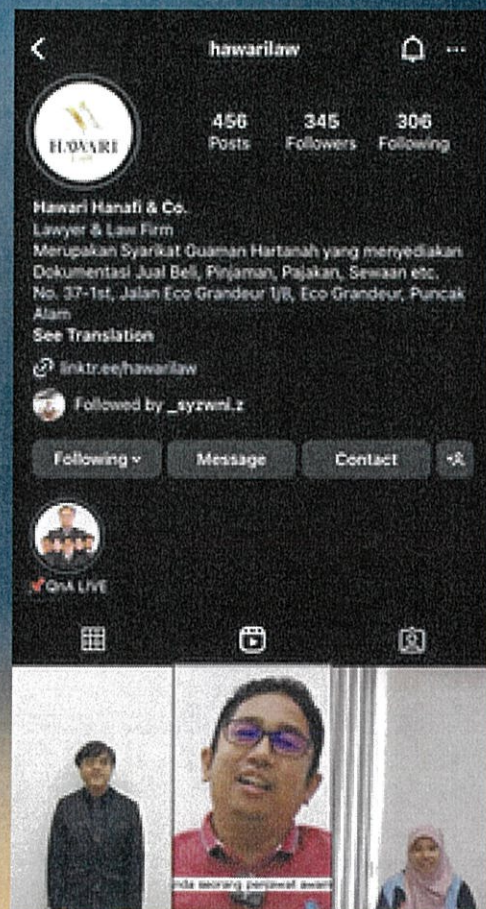 hawarilaw
HAWARI
456 345 306
Posts Followers Following
Hawari Hanafi & Co.
Lawyer & Law Firm
Merupakan Syarikat Guaman Hartanah yang menyediakan
Dokumentasi Jual Beli, Pinjaman, Pajakan, Sewaan etc.
No. 37-1st, Jalan Eco Grandeur 1/8, Eco Grandeur, Puncak
Alam
See Translation
linktr.ee/hawarilaw
Followed by _syzwni.z
Following Message Contact
QnA LIVE
nda seorang penjawat awam